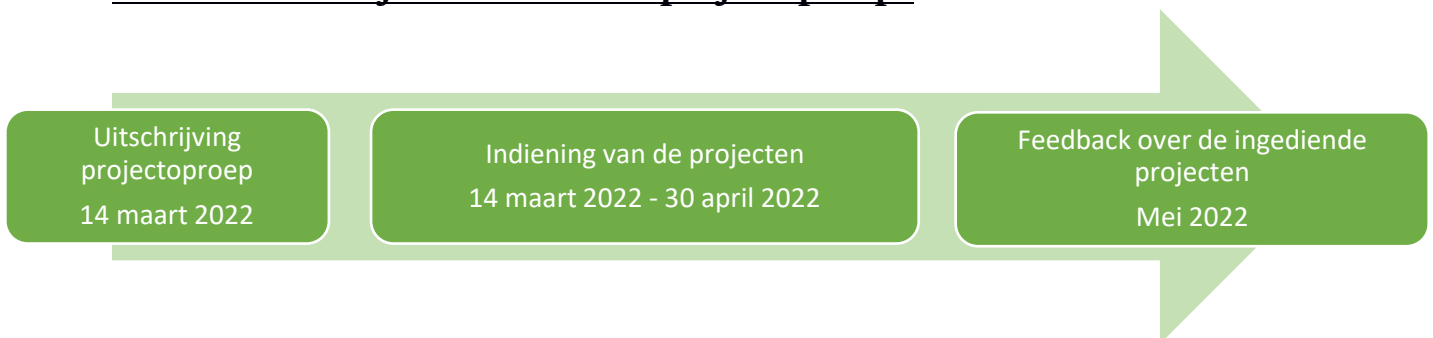 Uitschrijving
projectoproep
14 maart 2022
Indiening van de projecten
14 maart 2022 - 30 april 2022
Feedback over de ingediende
projecten
Mei 2022